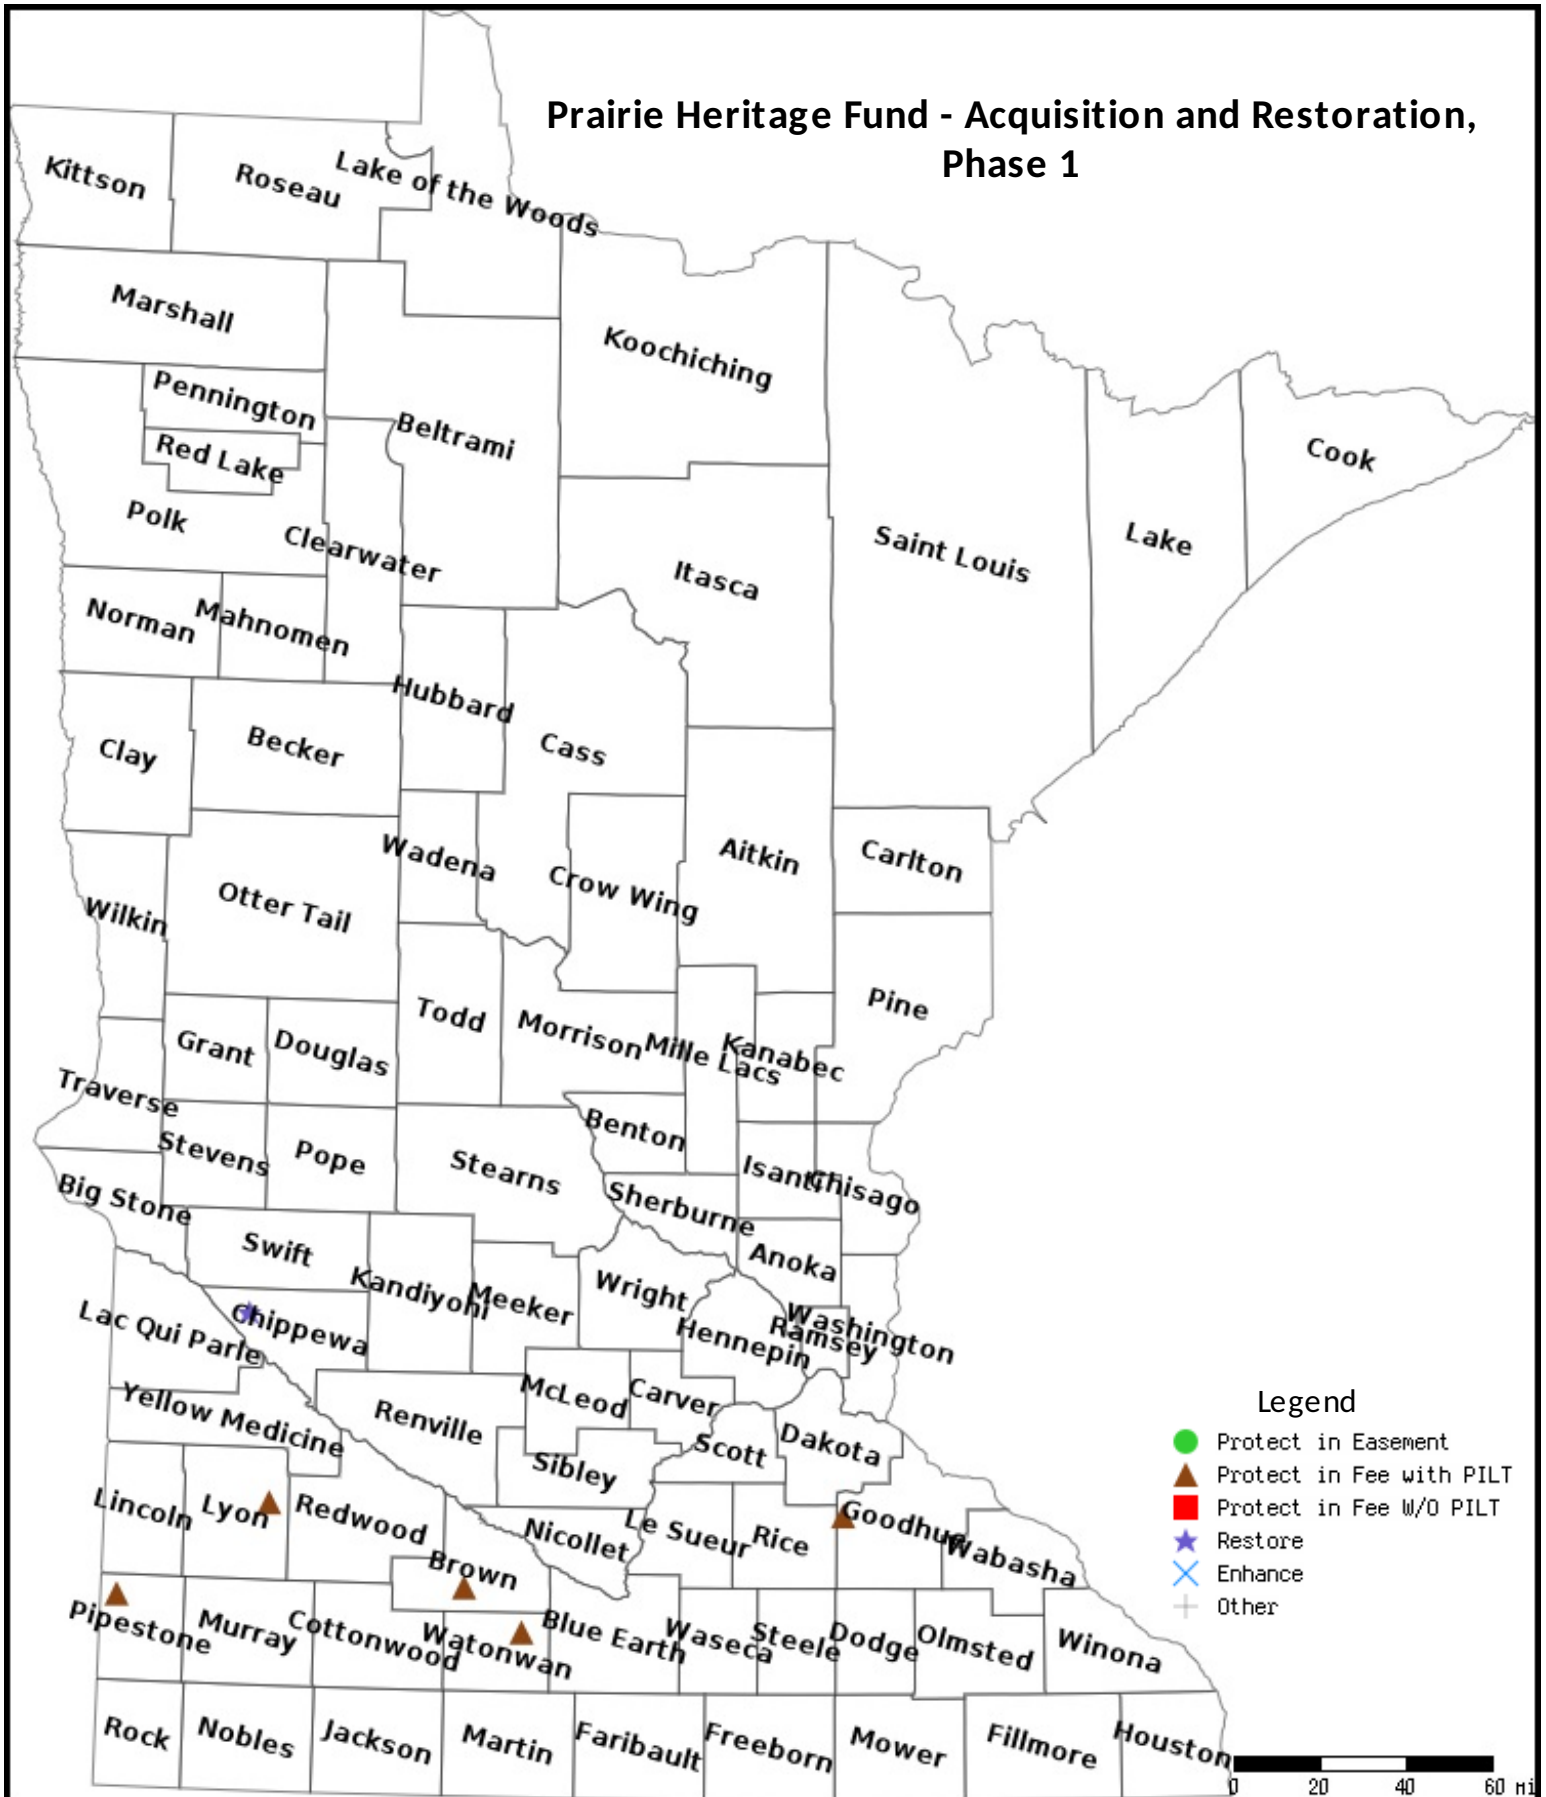 Prairie Heritage Fund - Acquisition and Restoration,
Phase 1
Kittson
Roseau
Lake of the Woods
Marshall
Koochiching
Pennington
Beltrami
Red Lake
Cook
Polk
Clearwater
Saint Louis
Lake
Itasca
Norman
Mahnomen
Hubbard
Clay
Becker
Cass
Wadena
Aitkin
Carlton
Otter Tail
Crow Wing
Wilkin
Todd
Pine
Grant
Douglas
Morrison
Mille Lacs
Kanabec
Traverse
Stevens
Pope
Stearns
Benton
Isanti
Chisago
Big Stone
Sherburne
Swift
Anoka
Kandiyohi
Meeker
Wright
Lac Qui Parle
Chippewa
Hennepin
Ramsey
Washington
Yellow Medicine
Renville
McLeod
Carver
Legend
Scott
Dakota
Protect in Easement
Sibley
Protect in Fee with PILT
Lincoln
Lyon
Redwood
Protect in Fee W/O PILT
Nicollet
Le Sueur
Rice
Goodhue
Restore
Brown
Wabasha
Enhance
Other
Pipestone
Murray
Cottonwood
Watonwan
Blue Earth
Waseca
Steele
Dodge
Olmsted
Winona
Rock
Nobles
Jackson
Martin
Faribault
Freeborn
Mower
Fillmore
Houston
0 20 40 60 mi